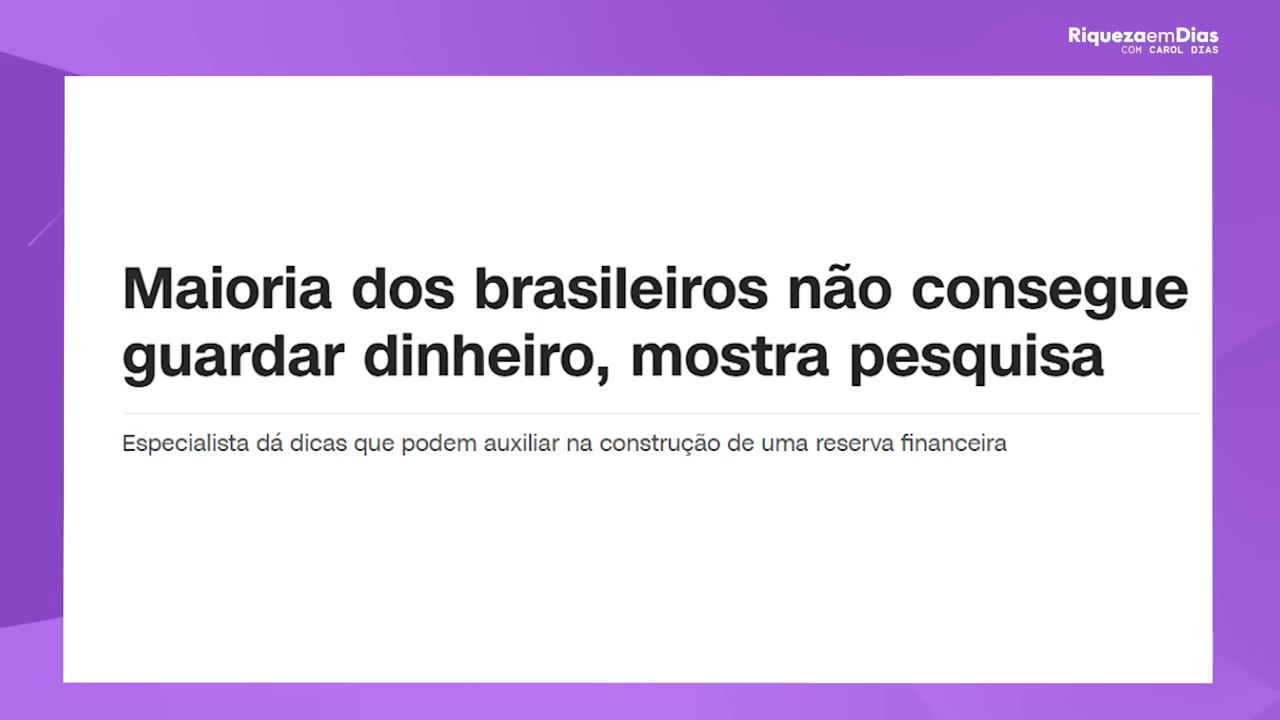 RiquezaemDias
COM CAROL DIAS
Maioria dos brasileiros não consegue
guardar dinheiro, mostra pesquisa
Especialista dá dicas que podem auxiliar na construção de uma reserva financeira